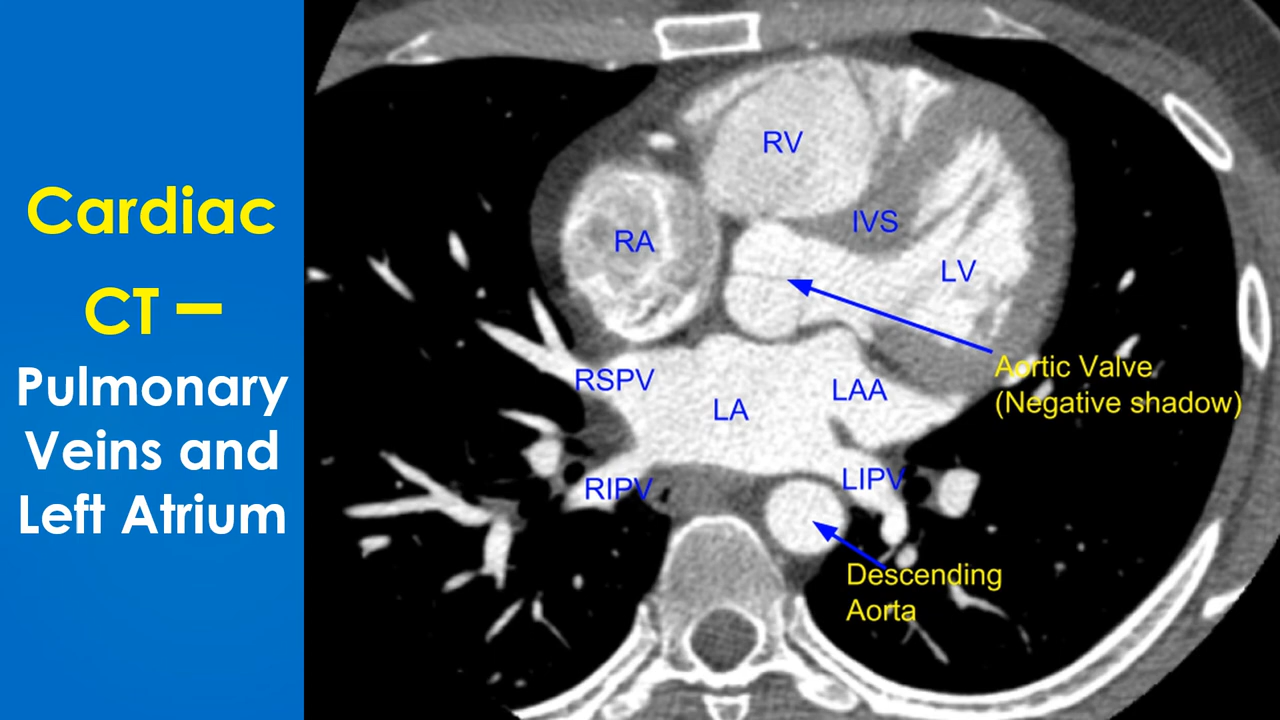 Cardiac
CT –
Pulmonary
Veins and
Left Atrium
RV
IVS
RA
LV
Aortic Valve
(Negative shadow)
RSPV
LA
LAA
RIPV
LIPV
Descending
Aorta